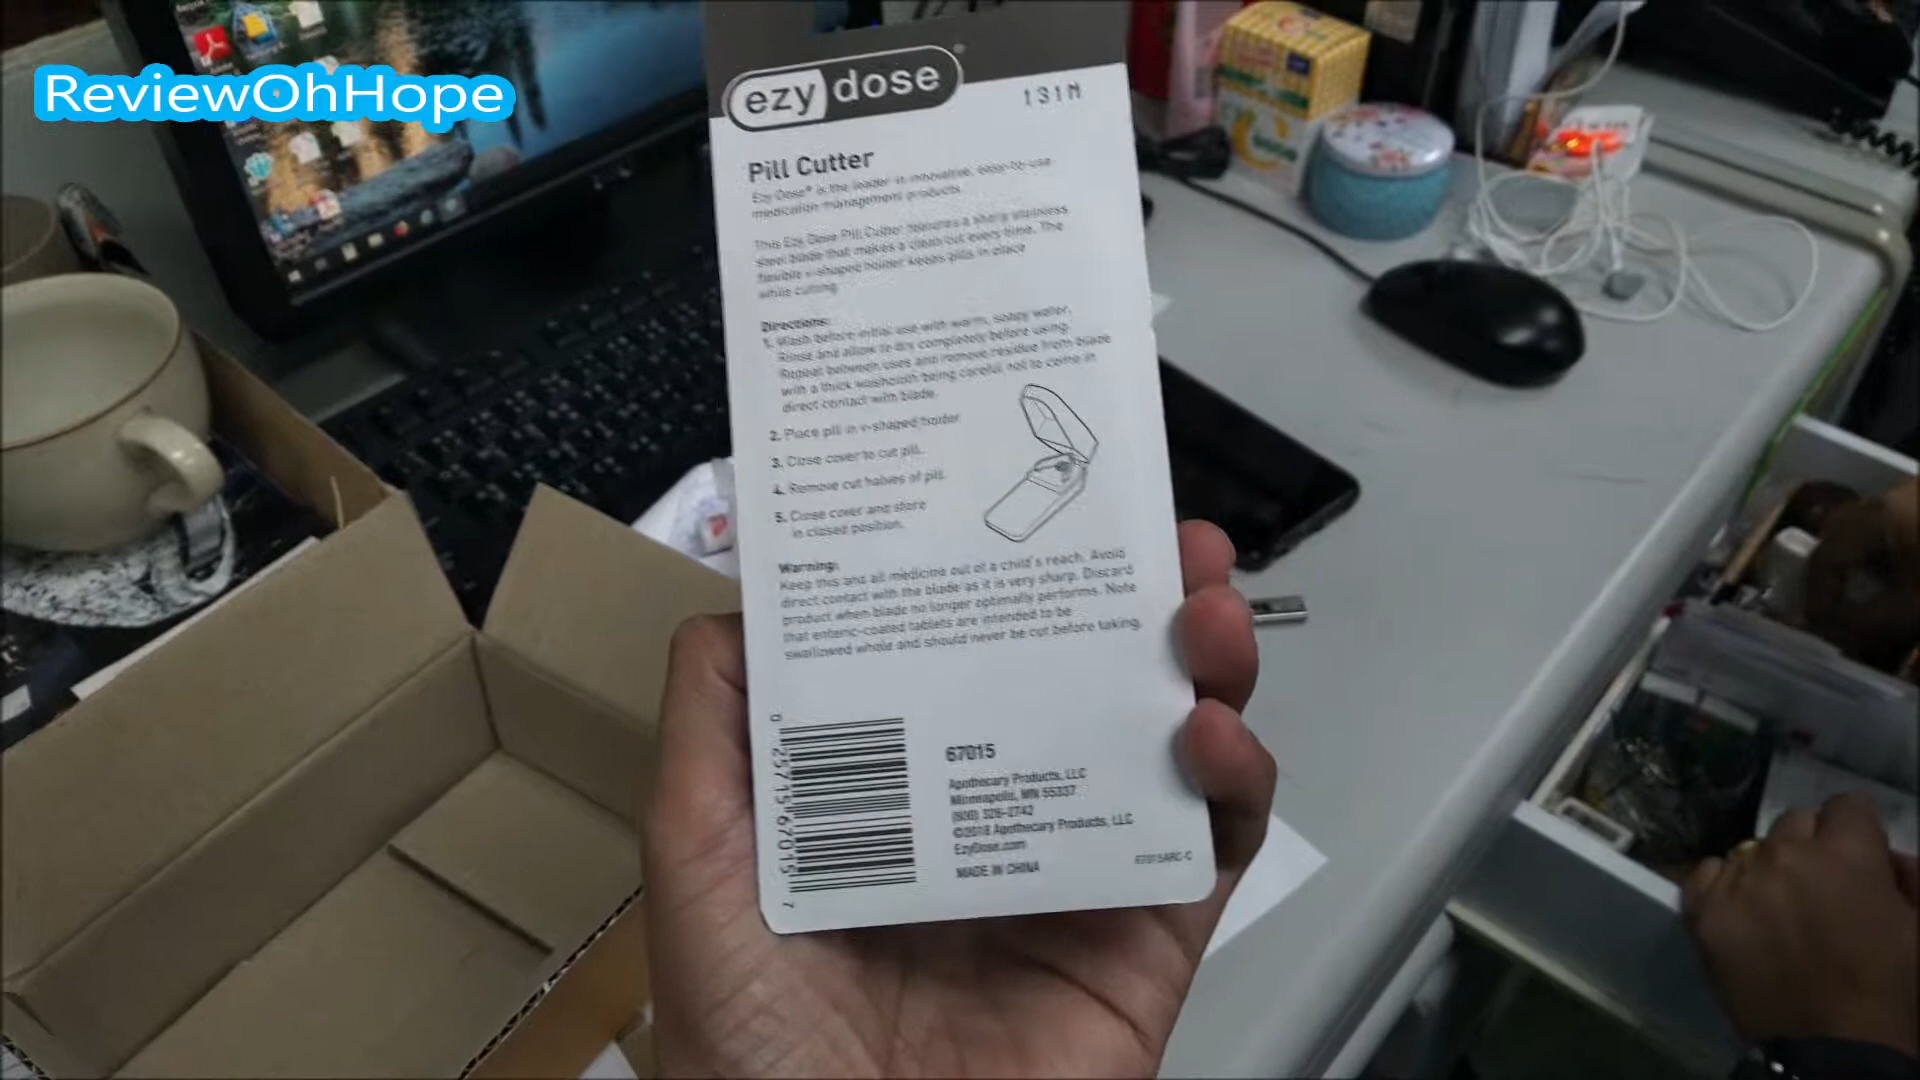 ReviewOhHope
ezy dose
131M
Pill Cutter
Ezy Dose® is the leader in innovative, easy-to-use
medication management products.
This Ezy Dose Pill Cutter features a sharp stainless
steel blade that makes a clean cut every time. The
flexible v-shaped holder keeps pills in place
while cutting.
Directions:
1. Wash before initial use with warm, soapy water.
Rinse and allow to dry completely before using.
Repeat between uses and remove residue from blade
with a thick washcloth being careful not to come in
direct contact with blade.
2. Place pill in v-shaped holder
3. Close cover to cut pill.
4. Remove cut halves of pill.
5. Close cover and store
in closed position.
Warning:
Keep this and all medicine out of a child's reach. Avoid
direct contact with the blade as it is very sharp. Discard
product when blade no longer optimally performs. Note
that enteric-coated tablets are intended to be
swallowed whole and should never be cut before taking.
0 25715 67015 7
67015
Apothecary Products, LLC
Minneapolis, MN 55337
(800) 328-2742
©2018 Apothecary Products, LLC
EzyDose.com
MADE IN CHINA
67015ARC-C